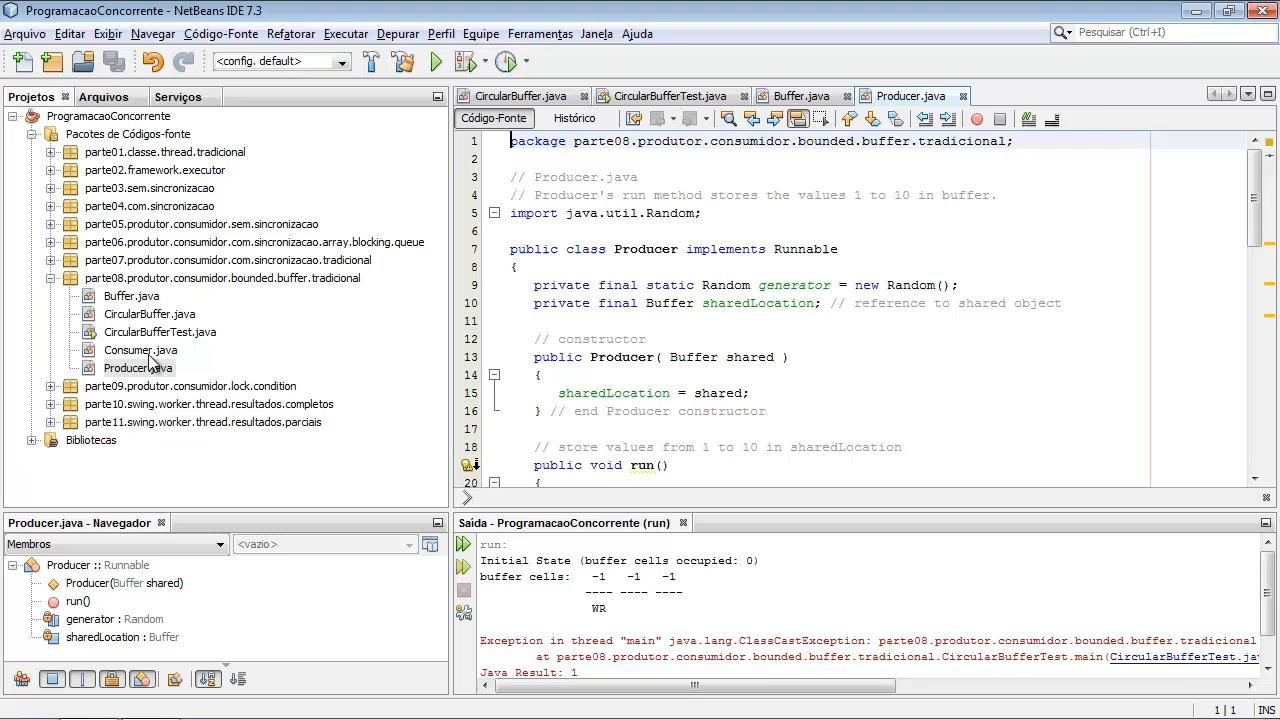 ProgramacaoConcorrente - NetBeans IDE 7.3
Arquivo Editar Exibir Navegar Código-Fonte Refatorar Executar Depurar Perfil Equipe Ferramentas Janela Ajuda
Pesquisar (Ctrl+I)
<config. default>
Projetos Arquivos Serviços
ProgramacaoConcorrente
Pacotes de Códigos-fonte
parte01.classe.thread.tradicional
parte02.framework.executor
parte03.sem.sincronizacao
parte04.com.sincronizacao
parte05.produtor.consumidor.sem.sincronizacao
parte06.produtor.consumidor.com.sincronizacao.array.blocking.queue
parte07.produtor.consumidor.com.sincronizacao.tradicional
parte08.produtor.consumidor.bounded.buffer.tradicional
Buffer.java
CircularBuffer.java
CircularBufferTest.java
Consumer.java
Producer.java
parte09.produtor.consumidor.lock.condition
parte10.swing.worker.thread.resultados.completos
parte11.swing.worker.thread.resultados.parciais
Bibliotecas
CircularBuffer.java CircularBufferTest.java Buffer.java Producer.java
Código-Fonte Histórico
1 package parte08.produtor.consumidor.bounded.buffer.tradicional;
2
3 // Producer.java
4 // Producer's run method stores the values 1 to 10 in buffer.
5 import java.util.Random;
6
7 public class Producer implements Runnable
8 {
9 private final static Random generator = new Random();
10 private final Buffer sharedLocation; // reference to shared object
11
12 // constructor
13 public Producer( Buffer shared )
14 {
15 sharedLocation = shared;
16 } // end Producer constructor
17
18 // store values from 1 to 10 in sharedLocation
public void run()
20 {
Producer.java - Navegador
Membros <vazio>
Producer :: Runnable
Producer(Buffer shared)
run()
generator : Random
sharedLocation : Buffer
Saída - ProgramacaoConcorrente (run)
run:
Initial State (buffer cells occupied: 0)
buffer cells: -1 -1 -1
---- ---- ----
WR
Exception in thread "main" java.lang.ClassCastException: parte08.produtor.consumidor.bounded.buffer.tradicional
at parte08.produtor.consumidor.bounded.buffer.tradicional.CircularBufferTest.main(CircularBufferTest.ja
Java Result: 1
1 | 1 INS